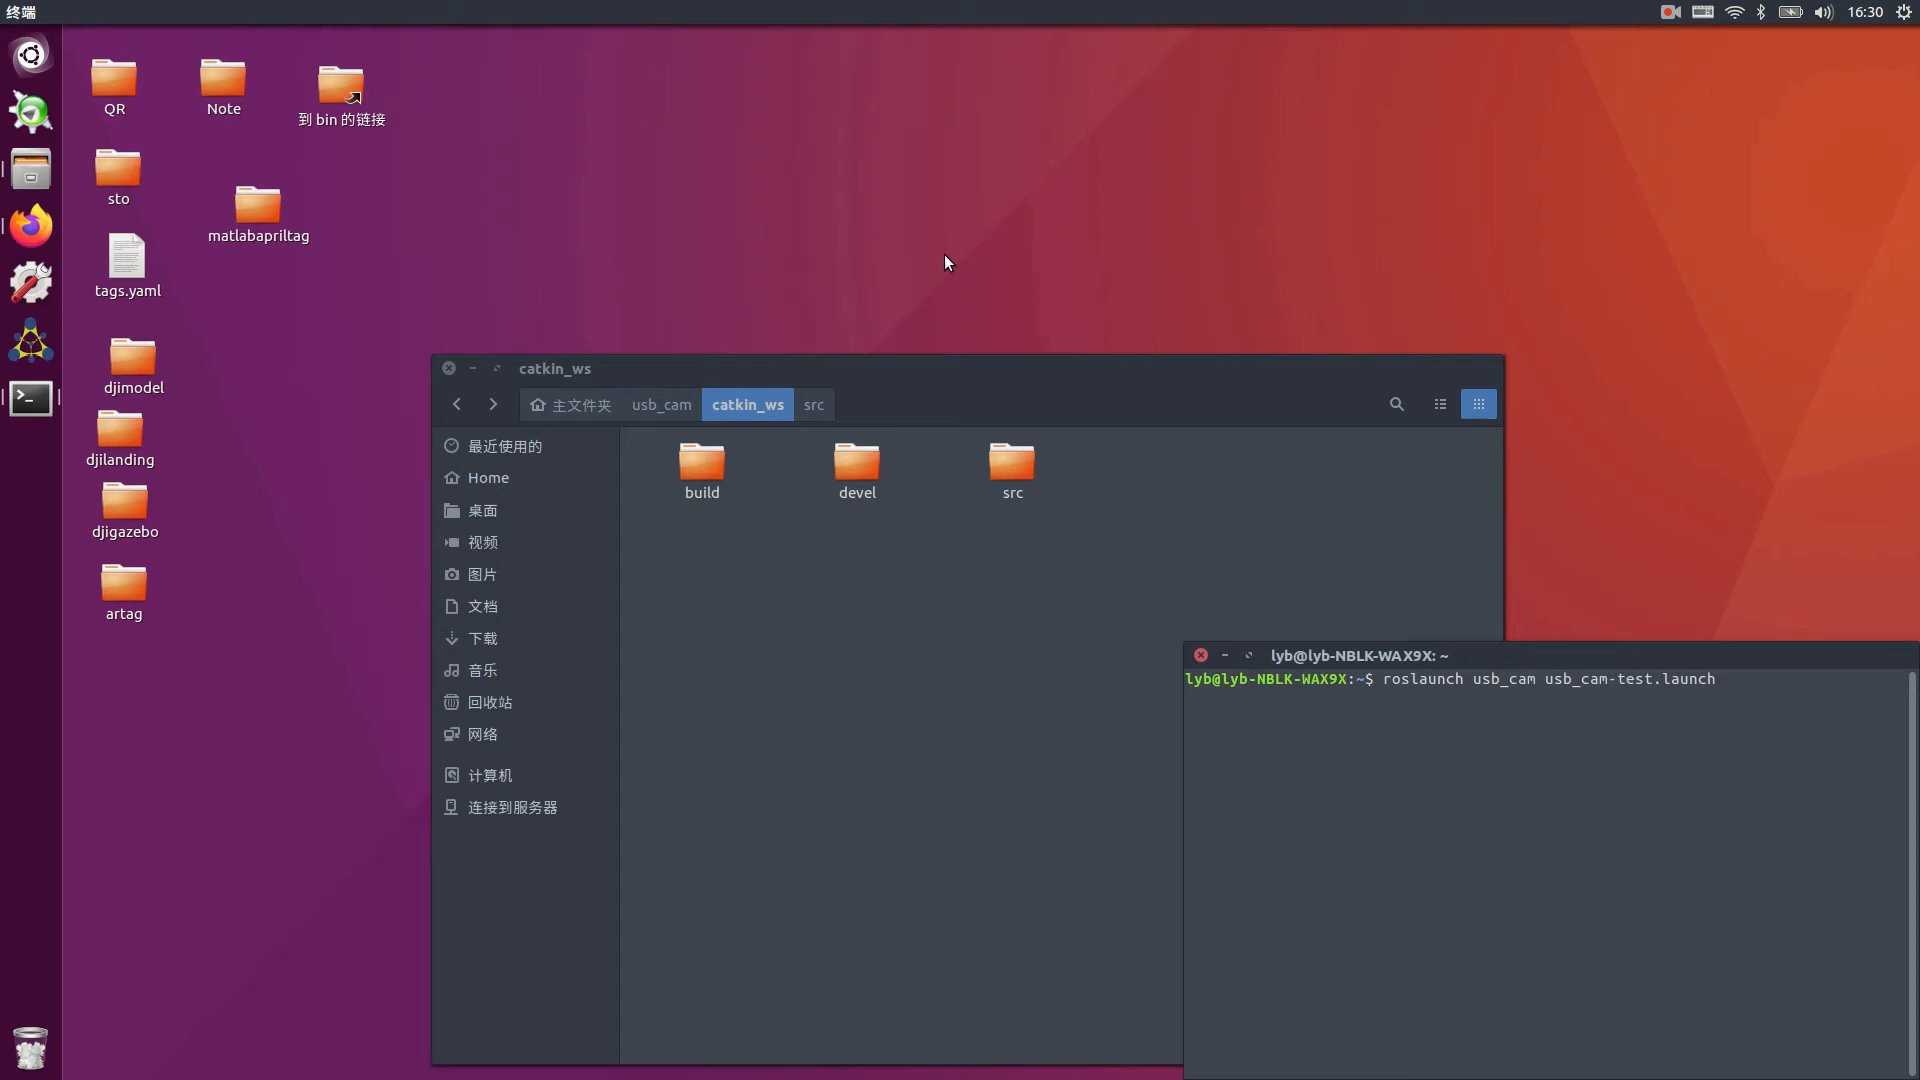 终端
16:30
QR
Note
到 bin 的链接
sto
matlabapriltag
tags.yaml
djimodel
djilanding
djigazebo
artag
catkin_ws
主文件夹 usb_cam catkin_ws src
最近使用的
Home
桌面
视频
图片
文档
下载
音乐
回收站
网络
计算机
连接到服务器
build
devel
src
lyb@lyb-NBLK-WAX9X: ~
lyb@lyb-NBLK-WAX9X:~$ roslaunch usb_cam usb_cam-test.launch